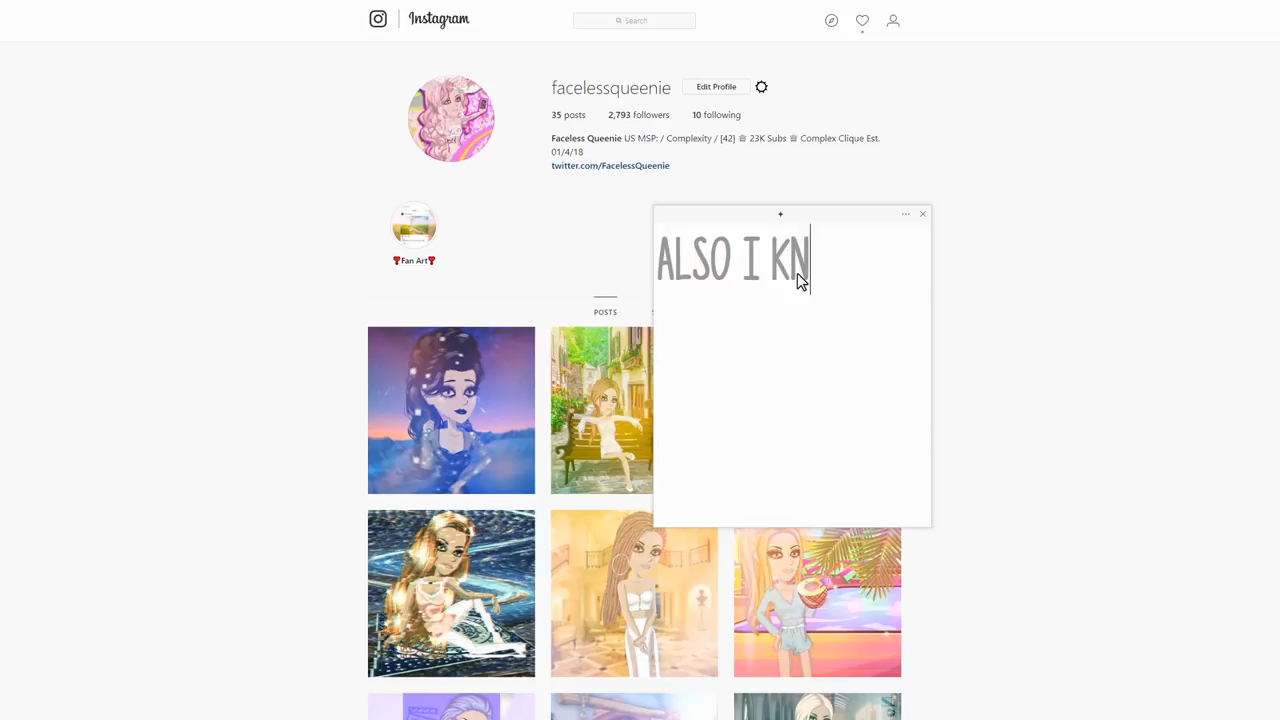 Instagram
Search
facelessqueenie
Edit Profile
35 posts 2,793 followers 10 following
Faceless Queenie US MSP: / Complexity / [42] ♕ 23K Subs ♕ Complex Clique Est.
01/4/18
twitter.com/FacelessQueenie
ALSO I KN
❣Fan Art❣
POSTS